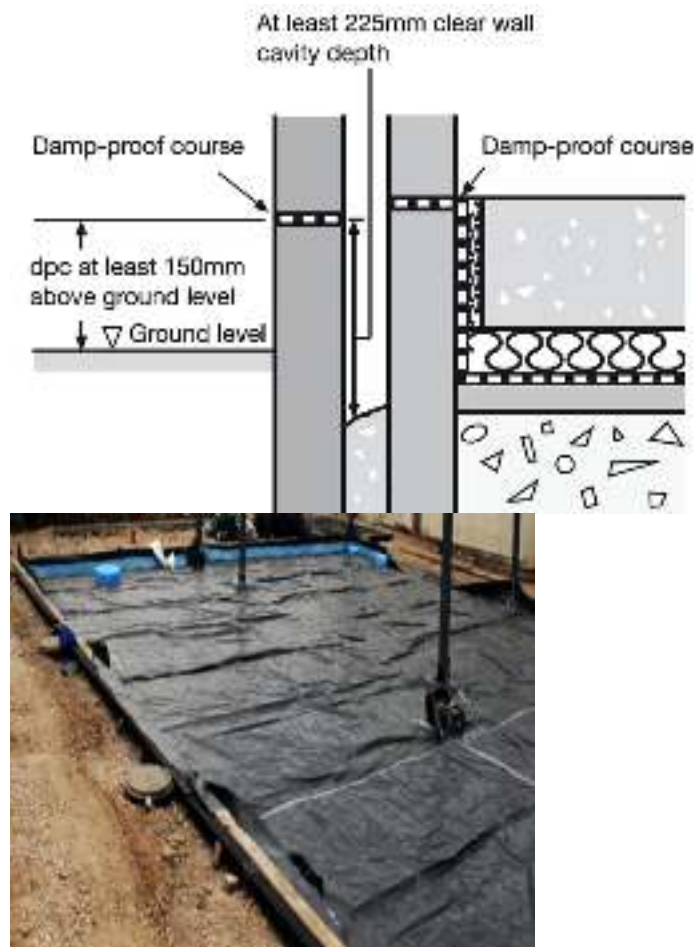 At least 225mm clear wall
cavity depth
Damp-proof course
Damp-proof course
dpc at least 150mm
above ground level
Ground level